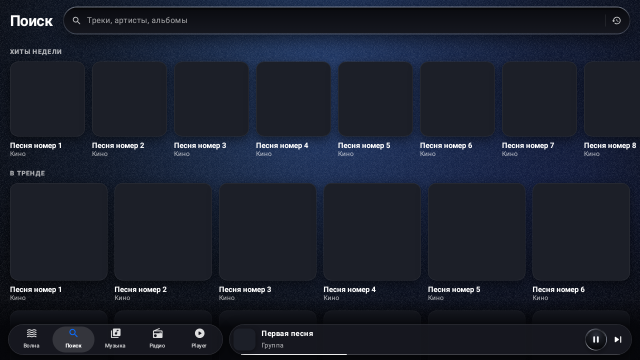 Поиск
Треки, артисты, альбомы
ХИТЫ НЕДЕЛИ
Песня номер 1
Кино
Песня номер 2
Кино
Песня номер 3
Кино
Песня номер 4
Кино
Песня номер 5
Кино
Песня номер 6
Кино
Песня номер 7
Кино
Песня номер 8
Кино
В ТРЕНДЕ
Песня номер 1
Кино
Песня номер 2
Кино
Песня номер 3
Кино
Песня номер 4
Кино
Песня номер 5
Кино
Песня номер 6
Кино
Волна
Поиск
Музыка
Радио
Player
Первая песня
Группа